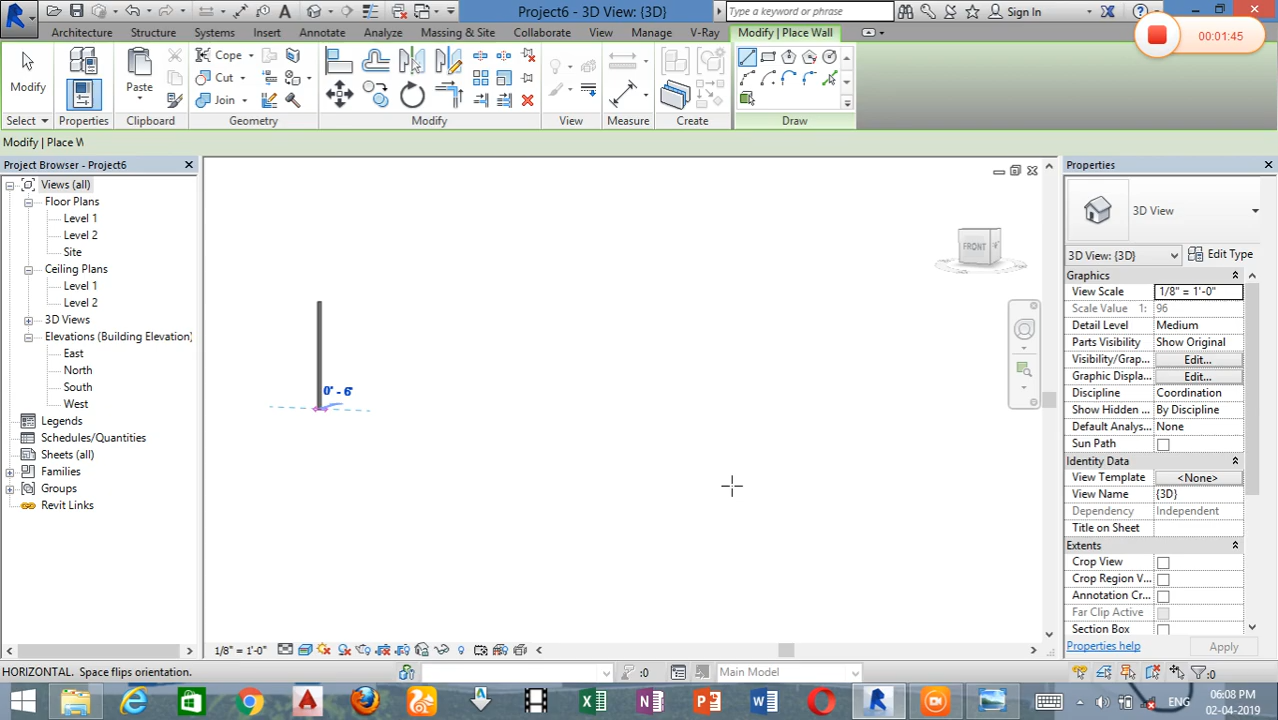 Project6 - 3D View: {3D}
Type a keyword or phrase
Sign In
00:01:45
Architecture
Structure
Systems
Insert
Annotate
Analyze
Massing & Site
Collaborate
View
Manage
V-Ray
Modify | Place Wall
Modify
Paste
Cope
Cut
Join
Select
Properties
Clipboard
Geometry
Modify
View
Measure
Create
Draw
Modify | Place W
Project Browser - Project6
Views (all)
Floor Plans
Level 1
Level 2
Site
Ceiling Plans
Level 1
Level 2
3D Views
Elevations (Building Elevation)
East
North
South
West
Legends
Schedules/Quantities
Sheets (all)
Families
Groups
Revit Links
0' - 6"
FRONT
Properties
3D View
3D View: {3D}
Edit Type
Graphics
View Scale 1/8" = 1'-0"
Scale Value 1: 96
Detail Level Medium
Parts Visibility Show Original
Visibility/Grap... Edit...
Graphic Displa... Edit...
Discipline Coordination
Show Hidden ... By Discipline
Default Analys... None
Sun Path
Identity Data
View Template <None>
View Name {3D}
Dependency Independent
Title on Sheet
Extents
Crop View
Crop Region V...
Annotation Cr...
Far Clip Active
Section Box
Properties help
Apply
1/8" = 1'-0"
HORIZONTAL. Space flips orientation.
:0
Main Model
:0
ENG
06:08 PM
02-04-2019